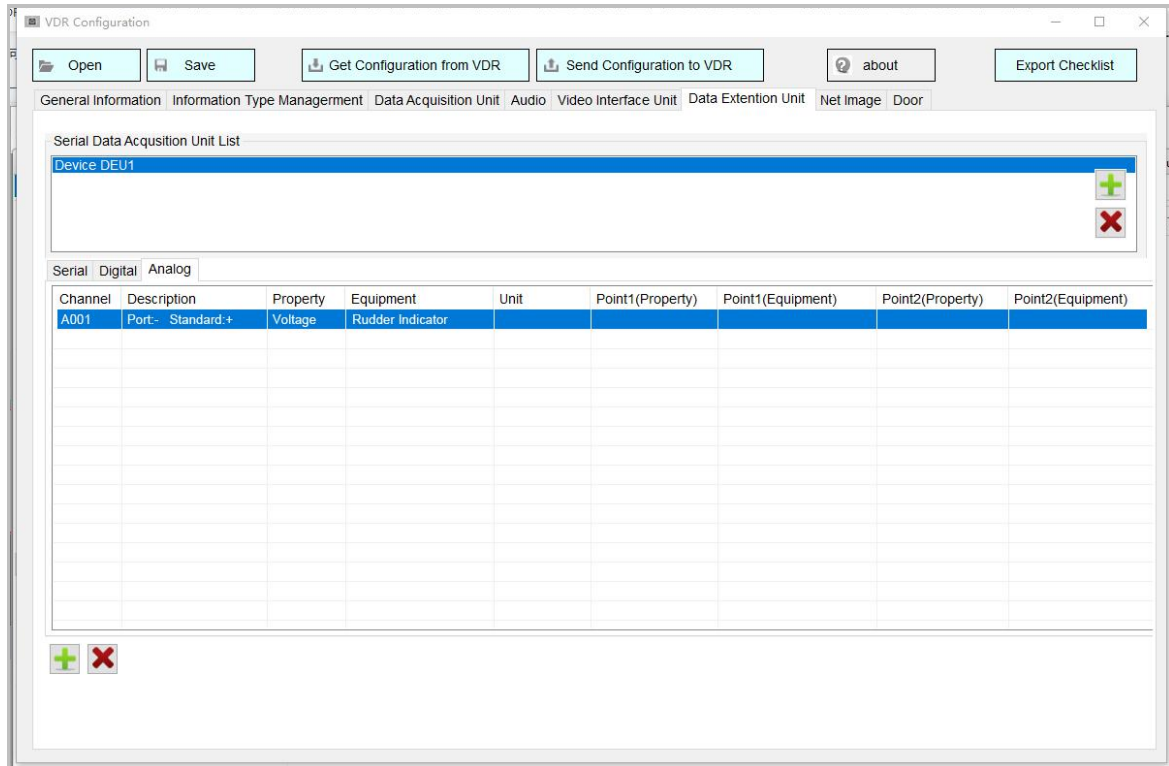 VDR Configuration
Open Save Get Configuration from VDR Send Configuration to VDR about Export Checklist
General Information Information Type Managerment Data Acquisition Unit Audio Video Interface Unit Data Extention Unit Net Image Door
Serial Data Acqusition Unit List
Device DEU1
Serial Digital Analog
Channel Description Property Equipment Unit Point1(Property) Point1(Equipment) Point2(Property) Point2(Equipment)
A001 Port:- Standard:+ Voltage Rudder Indicator